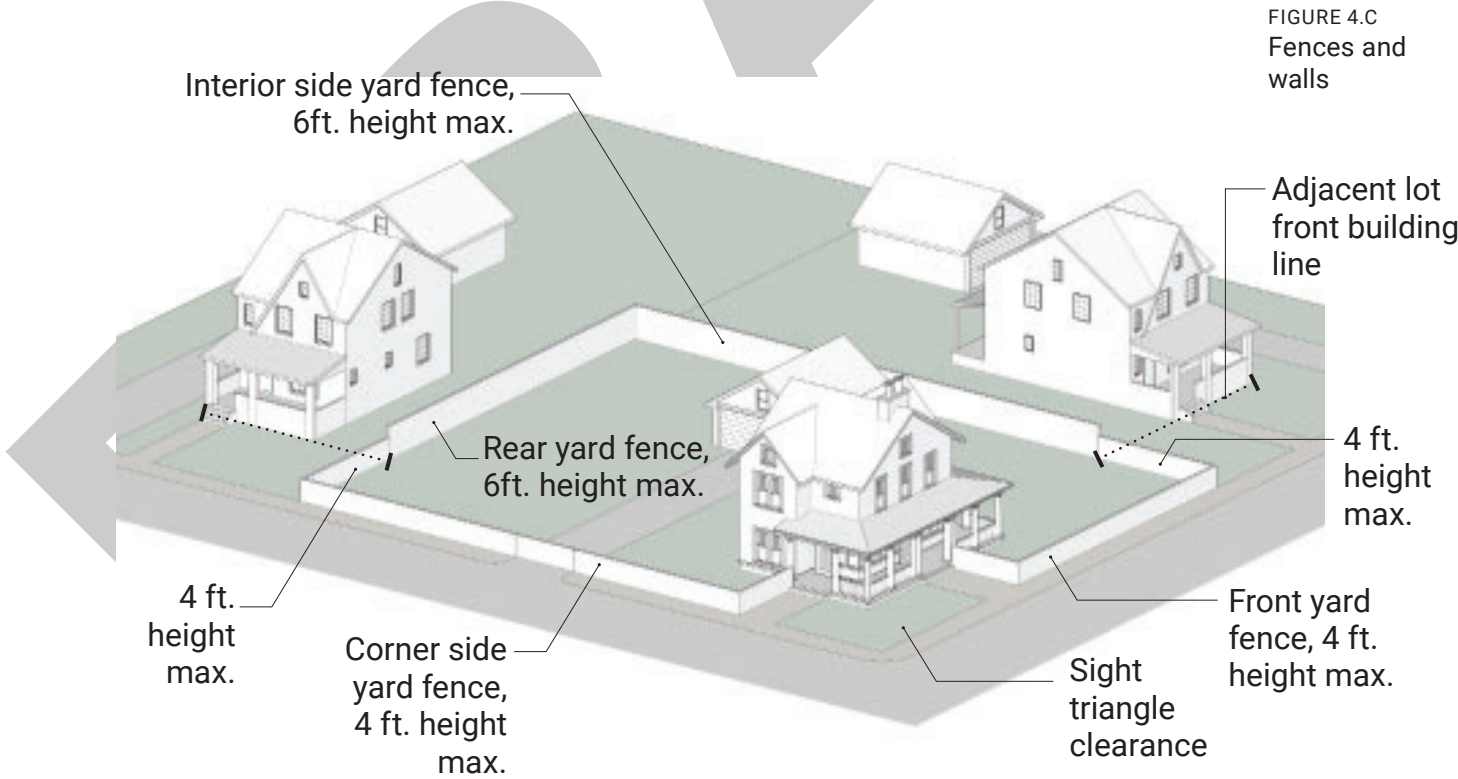 FIGURE 4.C
Fences and
walls
Interior side yard fence,
6ft. height max.
Adjacent lot
front building
line
Rear yard fence,
6ft. height max.
4 ft.
height
max.
4 ft.
height
max.
Corner side
yard fence,
4 ft. height
max.
Sight
triangle
clearance
Front yard
fence, 4 ft.
height max.